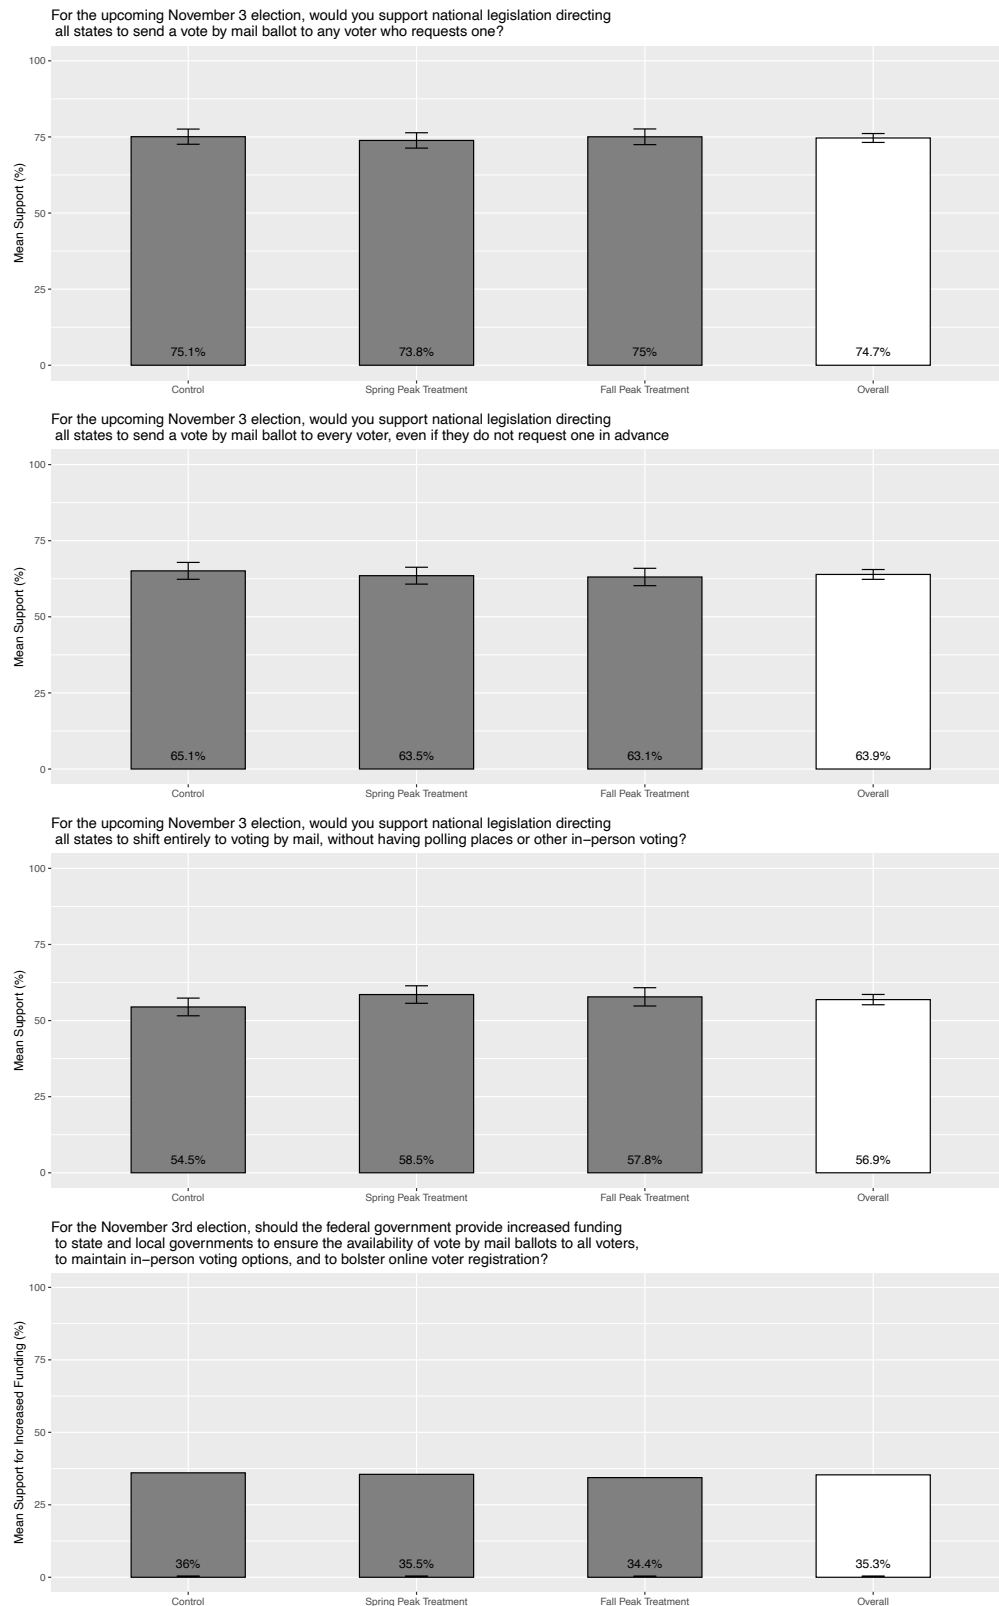 For the upcoming November 3 election, would you support national legislation directing
all states to send a vote by mail ballot to any voter who requests one?
100
75
50
25
0
Mean Support (%)
75.1%
73.8%
75%
74.7%
Control
Spring Peak Treatment
Fall Peak Treatment
Overall
For the upcoming November 3 election, would you support national legislation directing
all states to send a vote by mail ballot to every voter, even if they do not request one in advance
100
75
50
25
0
Mean Support (%)
65.1%
63.5%
63.1%
63.9%
Control
Spring Peak Treatment
Fall Peak Treatment
Overall
For the upcoming November 3 election, would you support national legislation directing
all states to shift entirely to voting by mail, without having polling places or other in−person voting?
100
75
50
25
0
Mean Support (%)
54.5%
58.5%
57.8%
56.9%
Control
Spring Peak Treatment
Fall Peak Treatment
Overall
For the November 3rd election, should the federal government provide increased funding
to state and local governments to ensure the availability of vote by mail ballots to all voters,
to maintain in−person voting options, and to bolster online voter registration?
100
75
50
25
0
Mean Support for Increased Funding (%)
36%
35.5%
34.4%
35.3%
Control
Spring Peak Treatment
Fall Peak Treatment
Overall